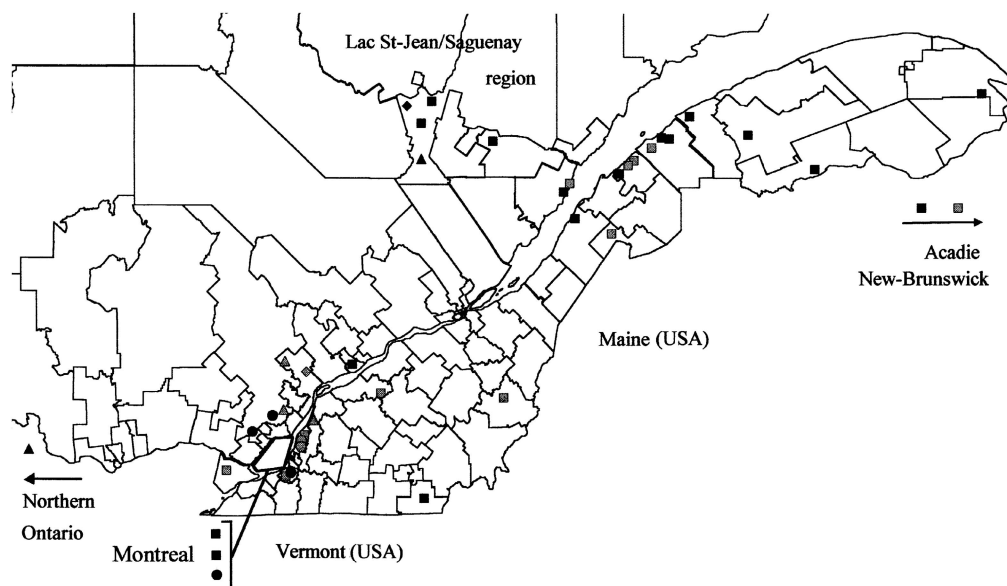 Lac St-Jean/Saguenay
region
Acadie
New-Brunswick
Maine (USA)
Northern
Ontario
Montreal
Vermont (USA)